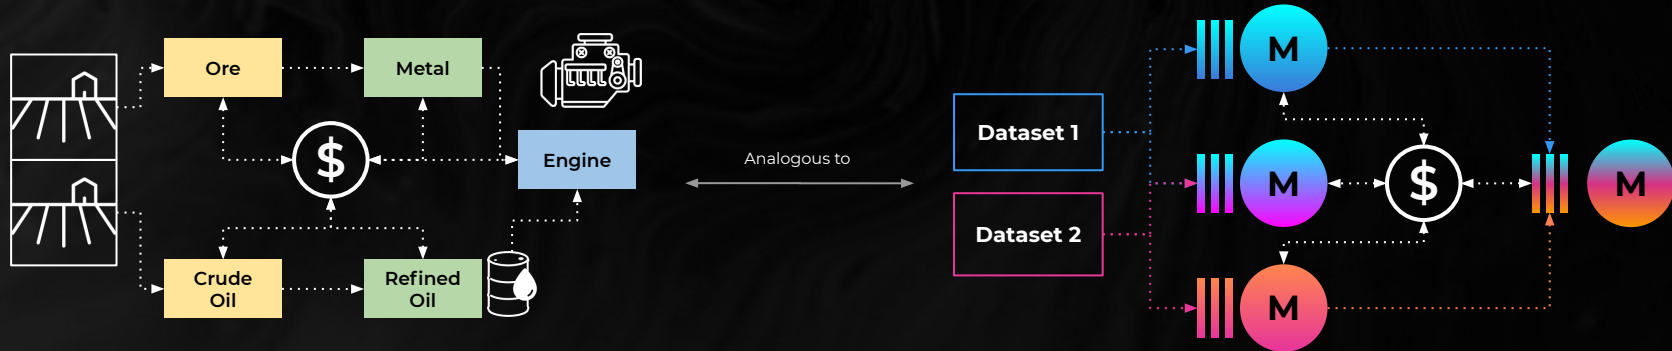 Ore
Metal
$
Engine
Crude
Oil
Refined
Oil
Analogous to
Dataset 1
Dataset 2
M
M
M
$
M